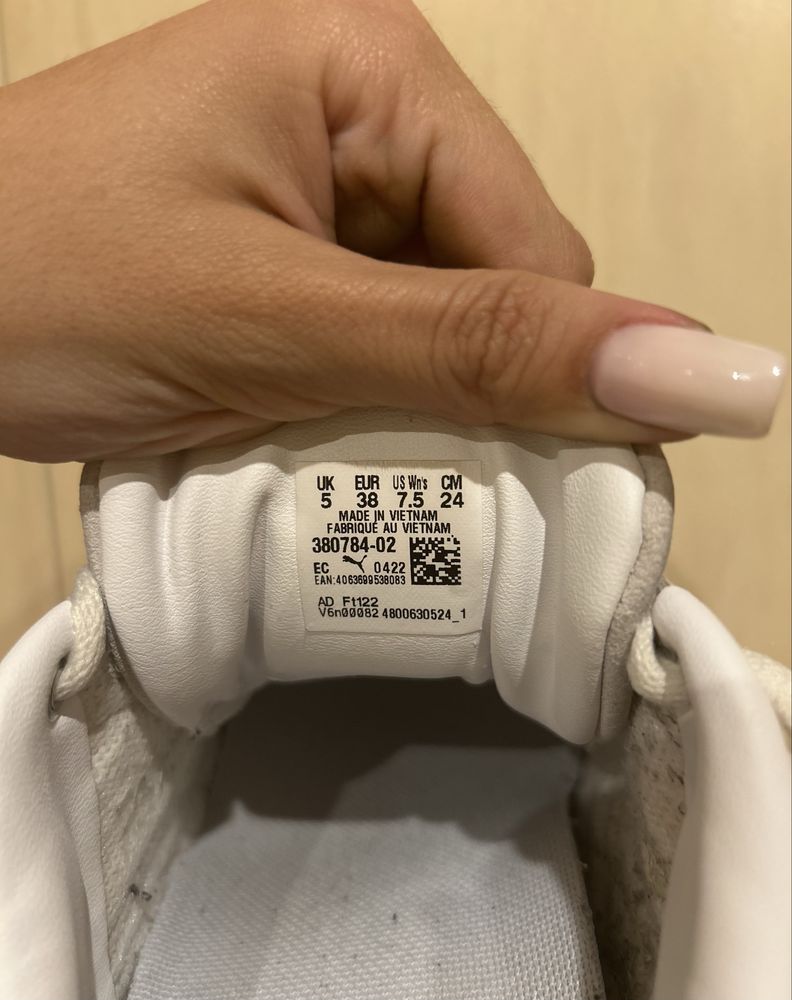 UK EUR US Wn's CM
5 38 7.5 24
MADE IN VIETNAM
FABRIQUÉ AU VIETNAM
380784-02
EC 0422
EAN:4063699538083
AD Ft122
V6n00082 4800630524_1